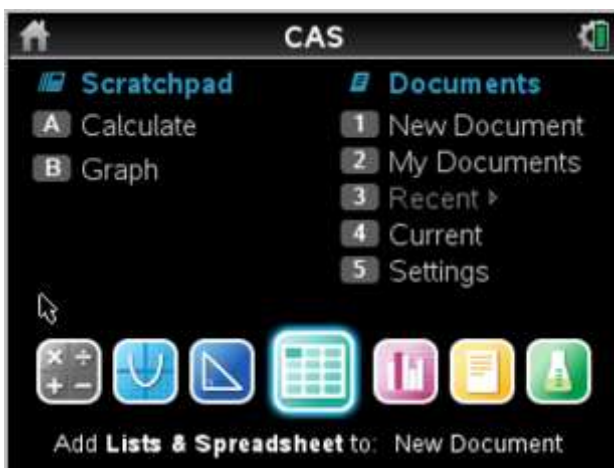 CAS
Scratchpad
A Calculate
B Graph
Documents
1 New Document
2 My Documents
3 Recent ▸
4 Current
5 Settings
Add Lists & Spreadsheet to: New Document